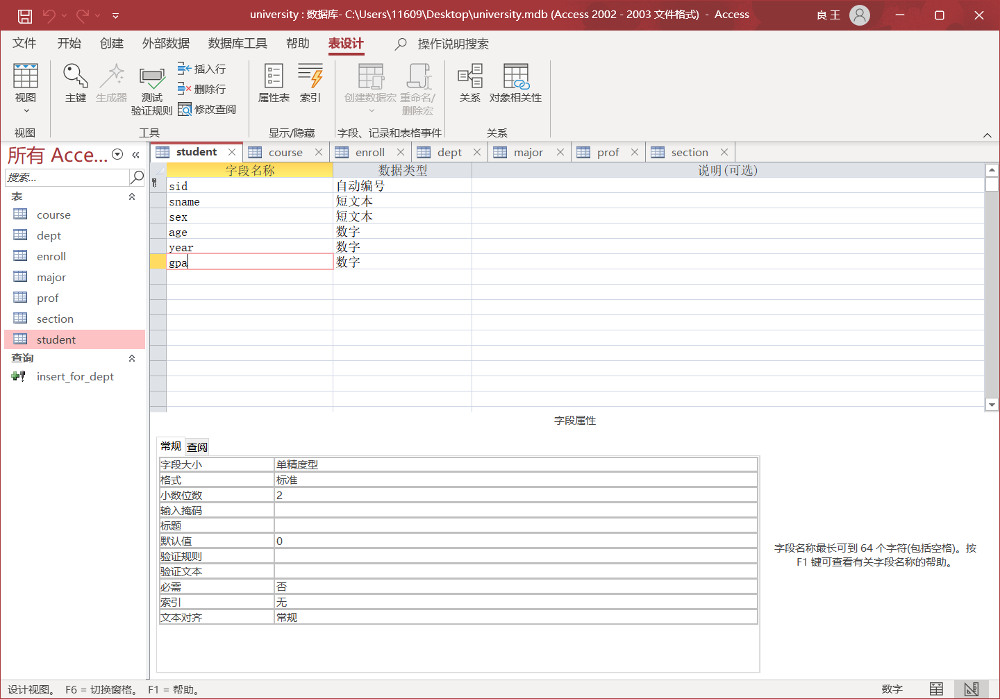 university : 数据库- C:\Users\11609\Desktop\university.mdb (Access 2002 - 2003 文件格式) - Access
良 王
文件 开始 创建 外部数据 数据库工具 帮助 表设计 操作说明搜索
视图
主键
生成器
测试
验证规则
插入行
删除行
修改查阅
属性表
索引
创建数据宏
重命名/
删除宏
关系
对象相关性
视图 工具 显示/隐藏 字段、记录和表格事件 关系
所有 Acce...
搜索...
表
course
dept
enroll
major
prof
section
student
查询
insert_for_dept
student course enroll dept major prof section
字段名称 数据类型 说明(可选)
sid 自动编号
sname 短文本
sex 短文本
age 数字
year 数字
gpa 数字
字段属性
常规 查阅
字段大小 单精度型
格式 标准
小数位数 2
输入掩码
标题
默认值 0
验证规则
验证文本
必需 否
索引 无
文本对齐 常规
字段名称最长可到 64 个字符(包括空格)。按
F1 键可查看有关字段名称的帮助。
设计视图。 F6 = 切换窗格。 F1 = 帮助。
数字